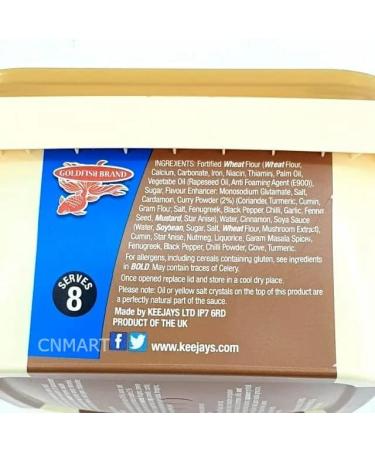 GOLDFISH BRAND
SERVES
8
INGREDIENTS: Fortified Wheat Flour (Wheat Flour,
Calciun, Carbonate, Iron, Niacin, Thiamin), Palm Oil,
Vegetabe Oil (Rapeseed Oil, Anti Foaming Agent (E900)),
Sugar, Flavour Enhancer: Monosodium Glutamate, Salt,
Cardamon, Curry Powder (2%) (Coriander, Turmeric, Cumin,
Gram Flour; Salt, Fenugreek, Black Pepper, Chilli, Garlic, Fennel
Seed, Mustard, Star Anise), Water, Cinnamon, Soya Sauce
(Water, Soybean, Sugar, Salt, Wheat Flour, Mushroom Extract),
Cumin, Star Anise, Nutmeg, Liquorice, Garam Masala Spices,
Fenugreek, Black Pepper, Chilli Powder, Clove, Turmeric.
For allergens, including cereals containing gluten, see ingredients
in BOLD. May contain traces of Celery.
Once opened replace lid and store in a cool dry place.
Please note: Oil or yellow salt crystals on the top of this product are
a perfectly natural part of the sauce.
Made by KEEJAYS LTD IP7 6RD
PRODUCT OF THE UK
CNMART
f
www.keejays.com